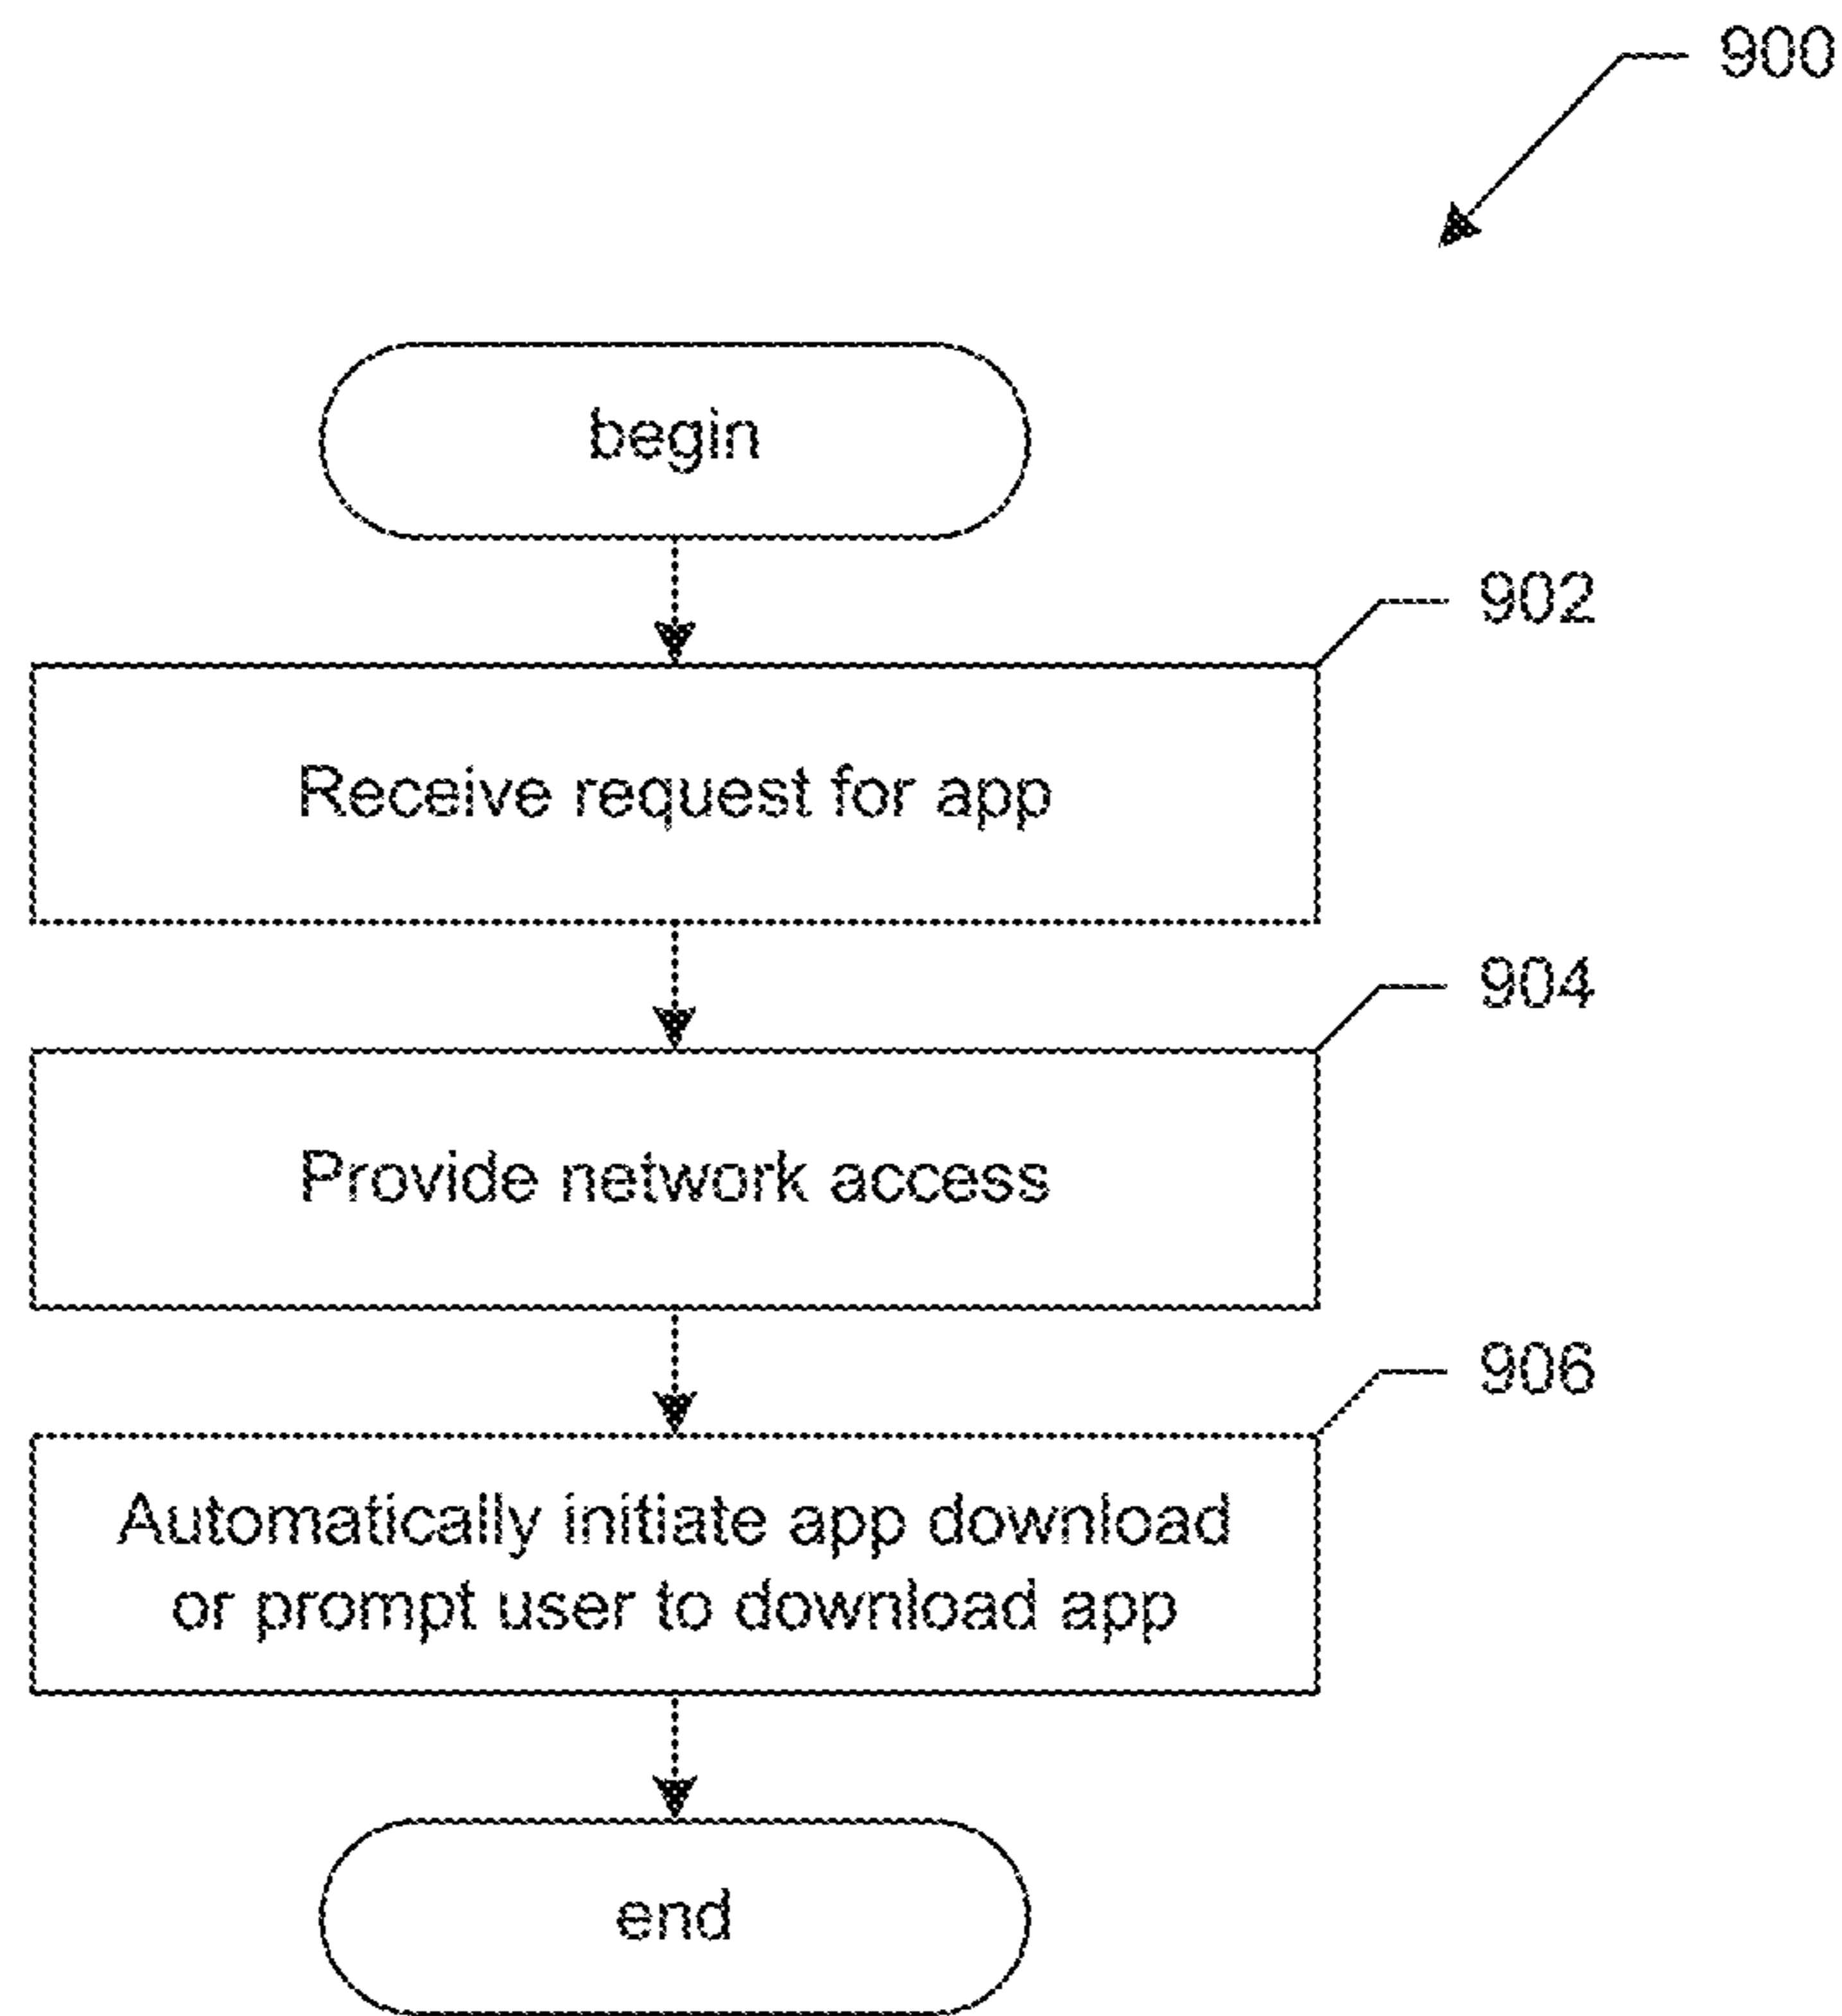 900
begin
902
Receive request for app
904
Provide network access
906
Automatically initiate app download
or prompt user to download app
end